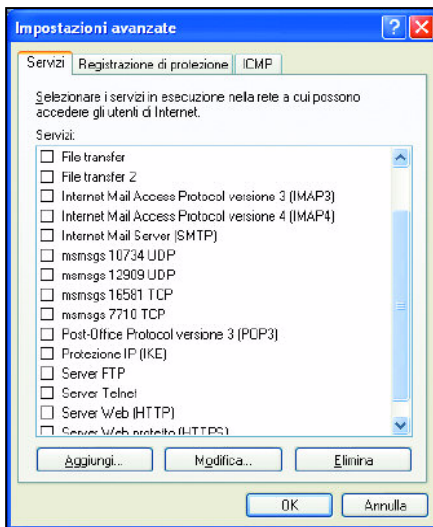 Impostazioni avanzate
Servizi Registrazione di protezione ICMP
Selezionare i servizi in esecuzione nella rete a cui possono
accedere gli utenti di Internet.
Servizi:
File transfer
File transfer 2
Internet Mail Access Protocol versione 3 (IMAP3)
Internet Mail Access Protocol versione 4 (IMAP4)
Internet Mail Server (SMTP)
msmsgs 10734 UDP
msmsgs 12909 UDP
msmsgs 16581 TCP
msmsgs 7710 TCP
Post-Office Protocol versione 3 (POP3)
Protezione IP (IKE)
Server FTP
Server Telnet
Server Web (HTTP)
Server Web protetto (HTTPS)
Aggiungi... Modifica... Elimina
OK Annulla